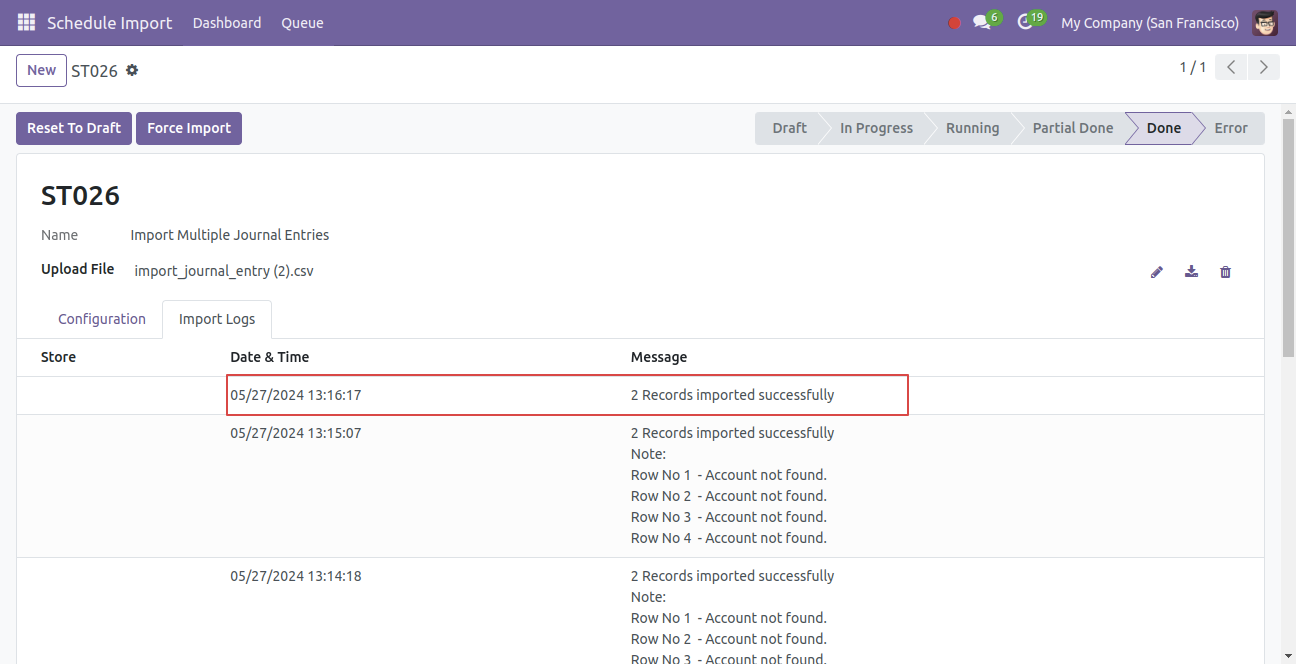 Schedule Import Dashboard Queue 6 19 My Company (San Francisco)
New ST026 1 / 1
Reset To Draft Force Import Draft In Progress Running Partial Done Done Error
ST026
Name Import Multiple Journal Entries
Upload File import_journal_entry (2).csv
Configuration Import Logs
Store Date & Time Message
05/27/2024 13:16:17 2 Records imported successfully
05/27/2024 13:15:07 2 Records imported successfully
Note:
Row No 1  - Account not found.
Row No 2  - Account not found.
Row No 3  - Account not found.
Row No 4  - Account not found.
05/27/2024 13:14:18 2 Records imported successfully
Note:
Row No 1  - Account not found.
Row No 2  - Account not found.
Row No 3  - Account not found.